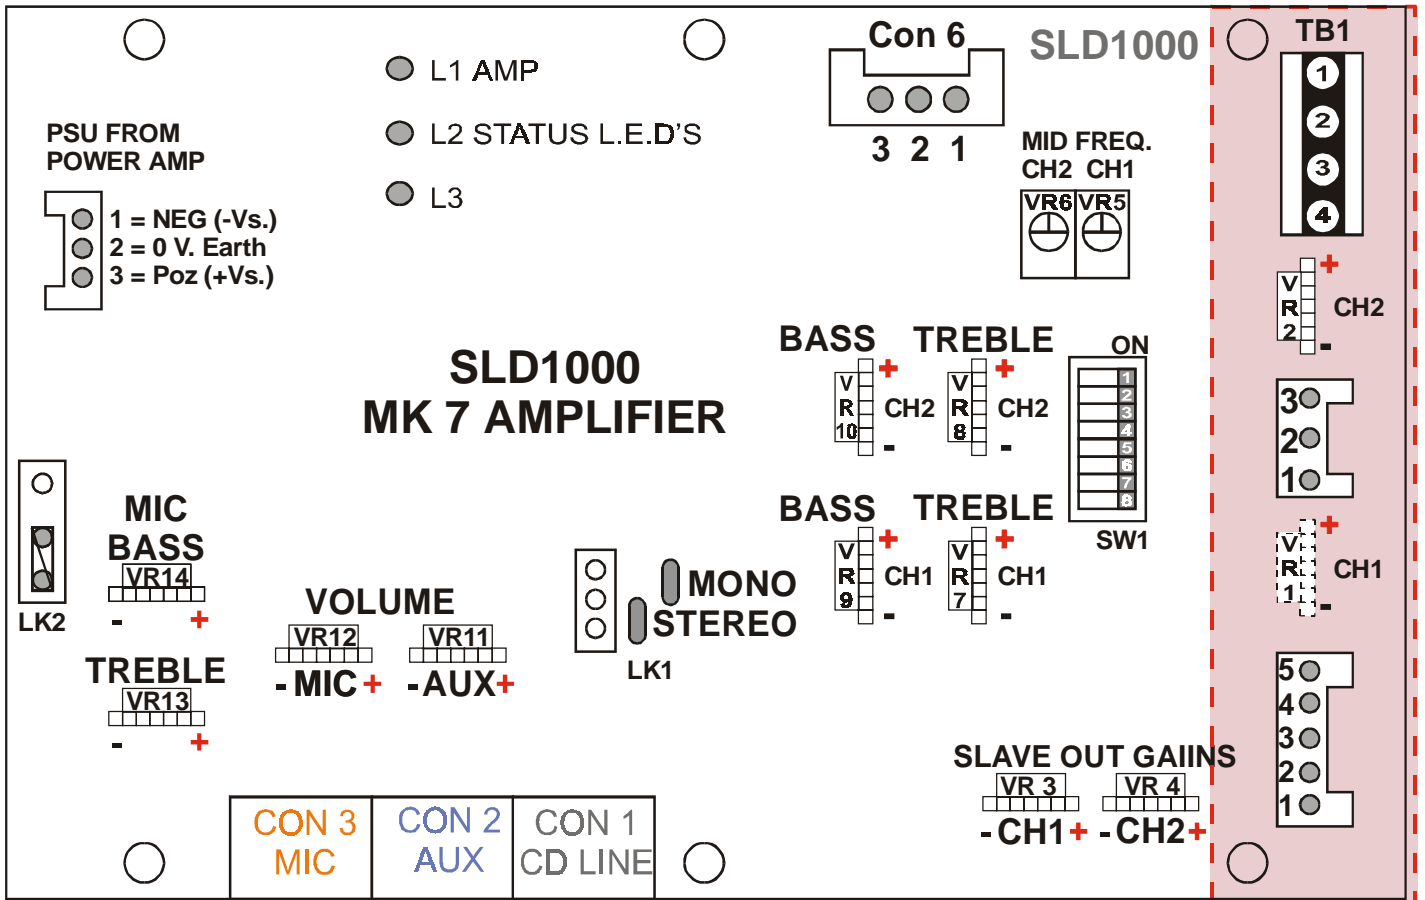 Con 6
SLD1000
TB1
L1 AMP
L2 STATUS L.E.D'S
L3
3 2 1
1
2
3
4
PSU FROM
POWER AMP
1 = NEG (-Vs.)
2 = 0 V. Earth
3 = Poz (+Vs.)
MID FREQ.
CH2 CH1
VR6 VR5
+
VR2
CH2
-
SLD1000
MK 7 AMPLIFIER
BASS
+
VR10
CH2
-
TREBLE
+
VR8
CH2
-
ON
1
2
3
4
5
6
7
8
SW1
3
2
1
BASS
+
VR9
CH1
-
TREBLE
+
VR7
CH1
-
+
VR1
CH1
-
LK2
MIC
BASS
VR14
- +
TREBLE
VR13
- +
VOLUME
VR12 VR11
- MIC + - AUX +
MONO
STEREO
LK1
5
4
3
2
1
SLAVE OUT GAIINS
VR 3 VR 4
- CH1 + - CH2 +
CON 3
MIC
CON 2
AUX
CON 1
CD LINE